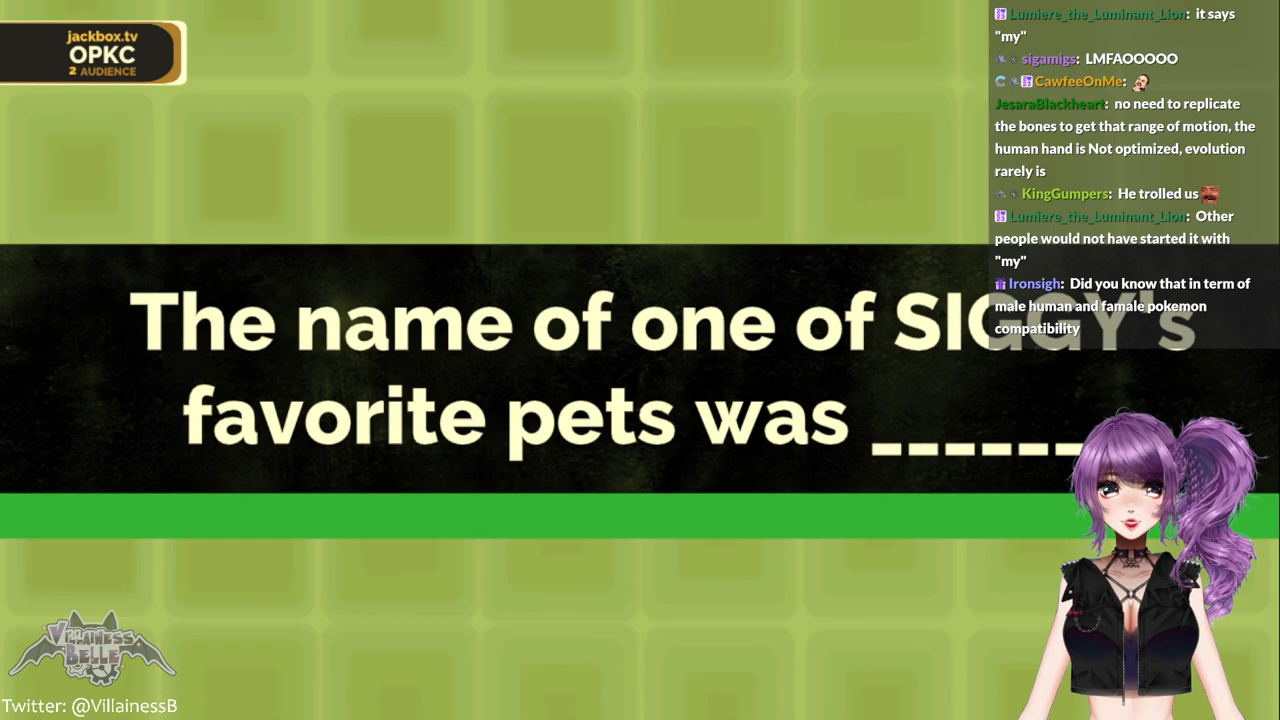 jackbox.tv
OPKC
2 AUDIENCE
The name of one of SIGGY's
favorite pets was ______
Lumiere_the_Luminant_Lion: it says
"my"
sigamigs: LMFAOOOOO
CawfeeOnMe:
JesaraBlackheart: no need to replicate
the bones to get that range of motion, the
human hand is Not optimized, evolution
rarely is
KingGumpers: He trolled us
Lumiere_the_Luminant_Lion: Other
people would not have started it with
"my"
Ironsigh: Did you know that in term of
male human and famale pokemon
compatibility
VILLAINESS
BELLE
Twitter: @VillainessB